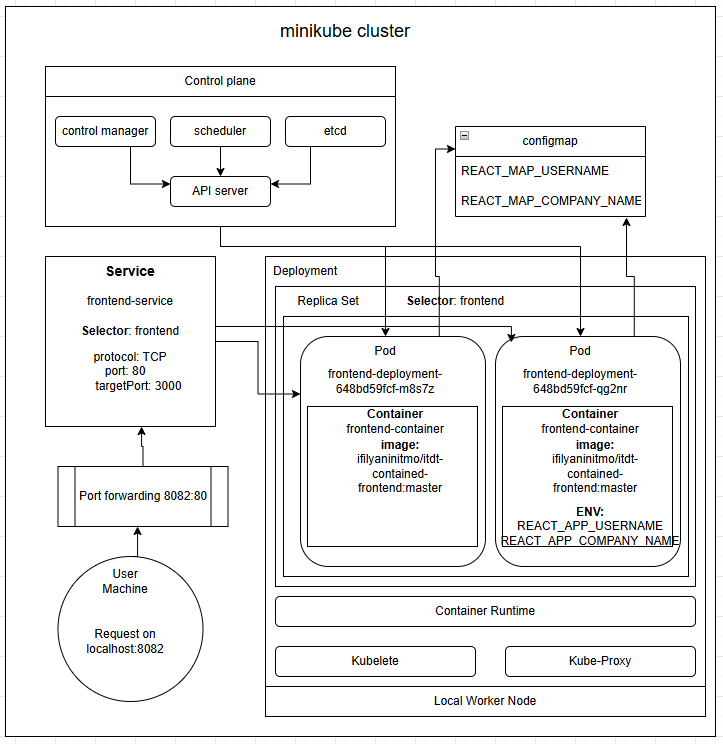 minikube cluster
Control plane
control manager
scheduler
etcd
API server
configmap
REACT_MAP_USERNAME
REACT_MAP_COMPANY_NAME
Service
frontend-service
Selector: frontend
protocol: TCP
port: 80
targetPort: 3000
Port forwarding 8082:80
User
Machine
Request on
localhost:8082
Deployment
Replica Set
Selector: frontend
Pod
frontend-deployment-
648bd59fcf-m8s7z
Container
frontend-container
image:
ifilyaninitmo/itdt-
contained-
frontend:master
Pod
frontend-deployment-
648bd59fcf-qg2nr
Container
frontend-container
image:
ifilyaninitmo/itdt-
contained-
frontend:master
ENV:
REACT_APP_USERNAME
REACT_APP_COMPANY_NAME
Container Runtime
Kubelete
Kube-Proxy
Local Worker Node